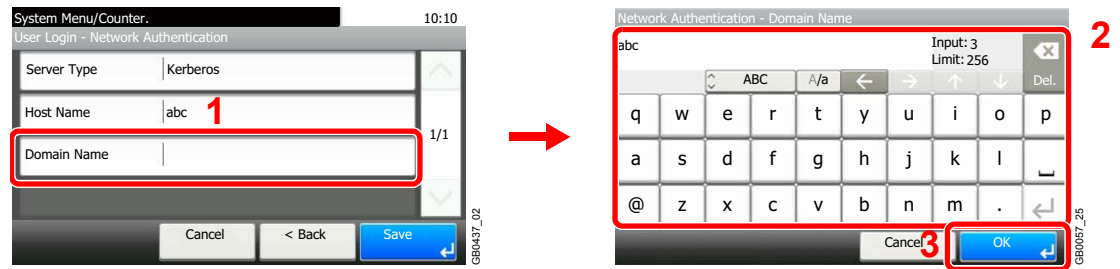 System Menu/Counter. 10:10
User Login - Network Authentication
Server Type Kerberos
Host Name abc 1
1/1
Domain Name
Cancel < Back Save
GB0437_02
Network Authentication - Domain Name
2
abc Input: 3
Limit: 256
ABC A/a Del.
q w e r t y u i o p
a s d f g h j k l
@ z x c v b n m .
Cancel 3 OK
GB0057_25